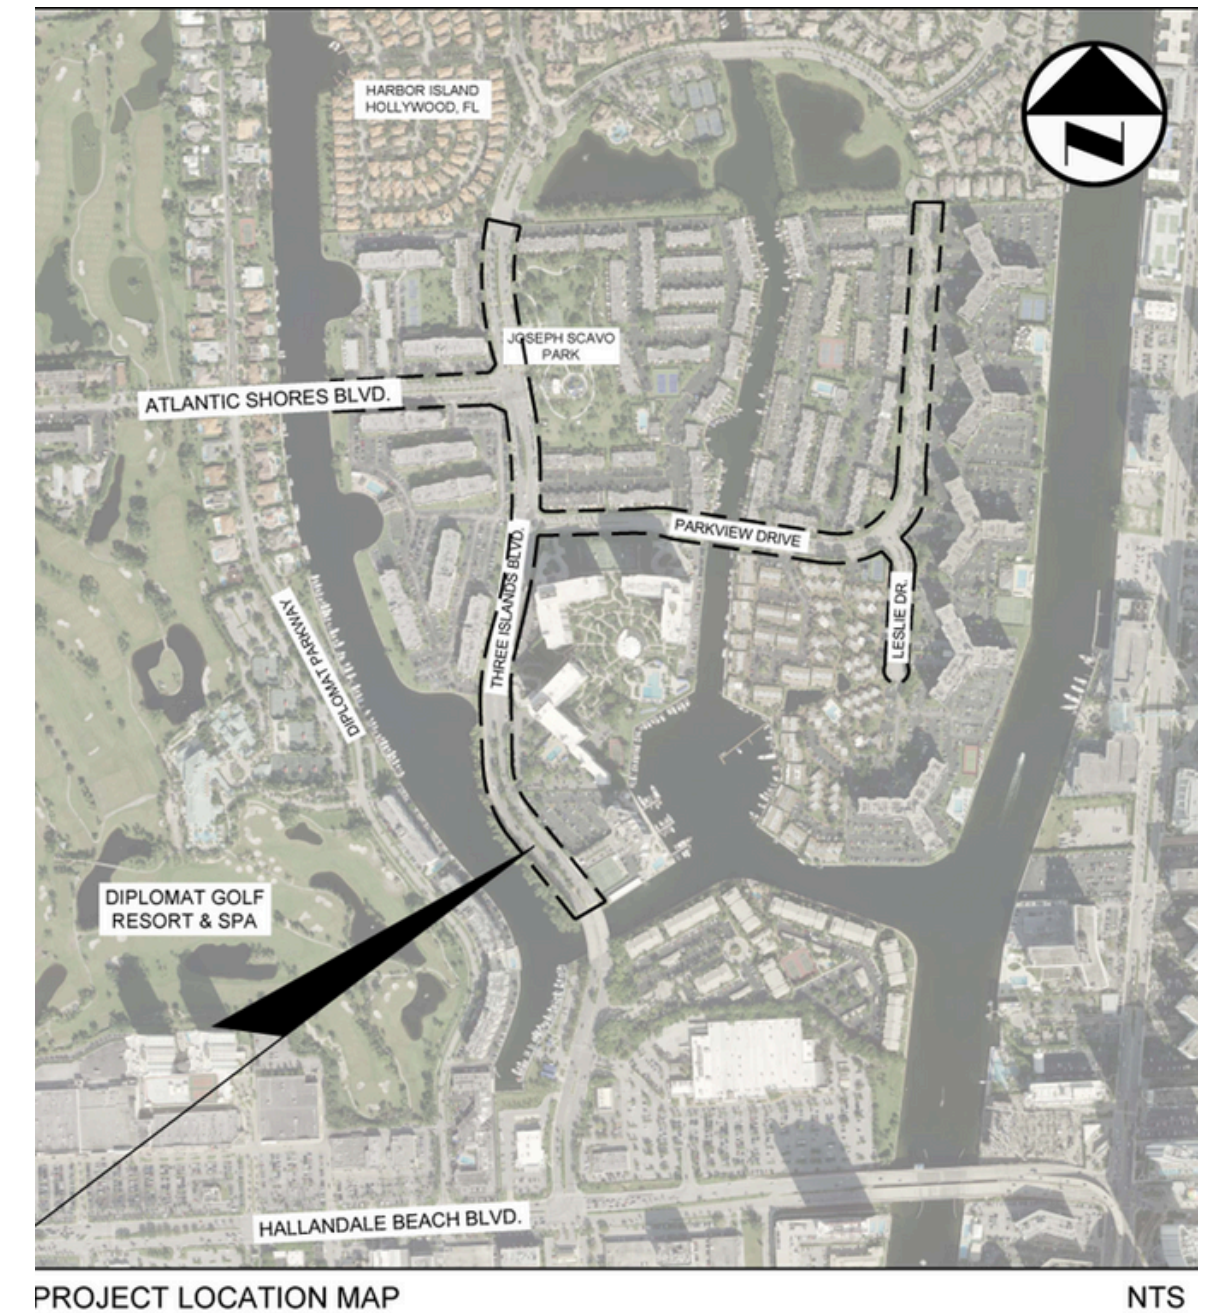 HARBOR ISLAND
HOLLYWOOD, FL
N
JOSEPH SCAVO
PARK
ATLANTIC SHORES BLVD.
PARKVIEW DRIVE
THREE ISLANDS BLVD.
LESLIE DR.
DIPLOMAT PARKWAY
DIPLOMAT GOLF
RESORT & SPA
HALLANDALE BEACH BLVD.
PROJECT LOCATION MAP
NTS